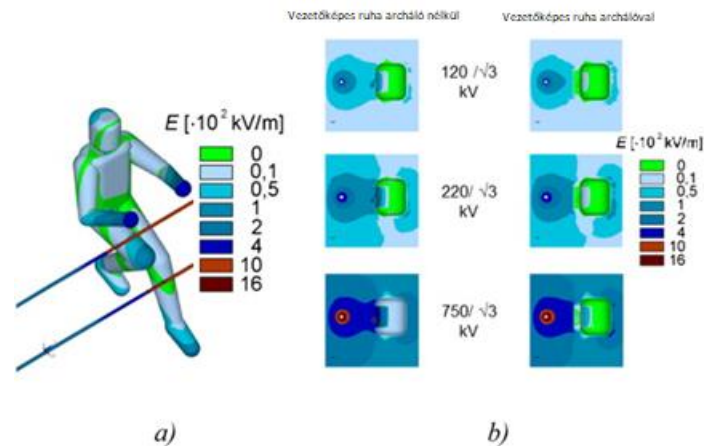 Vezetőképes ruha archáló nélkül
Vezetőképes ruha archálóval
E [·10² kV/m]
0
0,1
0,5
1
2
4
10
16
120 /√3
kV
220/ √3
kV
750/ √3
kV
E [·10² kV/m]
0
0,1
0,5
1
2
4
10
16
a)
b)